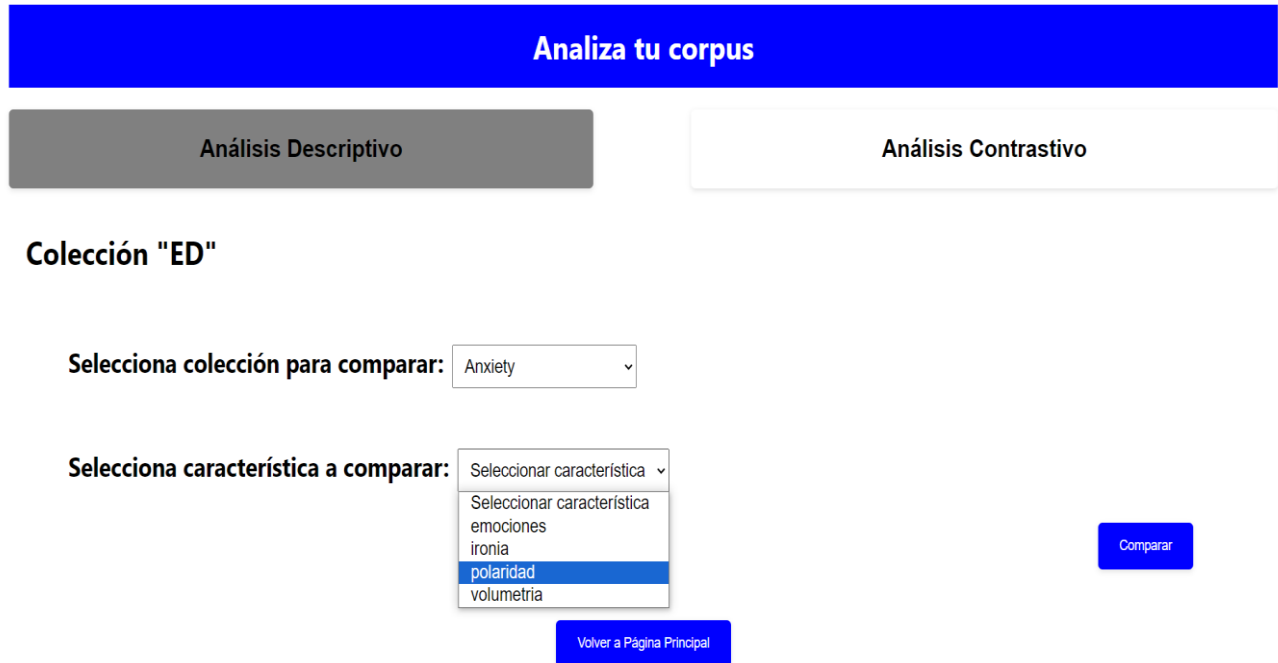 Analiza tu corpus
Análisis Descriptivo
Análisis Contrastivo
Colección "ED"
Selecciona colección para comparar: Anxiety
Selecciona característica a comparar: Seleccionar característica
Seleccionar característica
emociones
ironia
polaridad
volumetria
Comparar
Volver a Página Principal